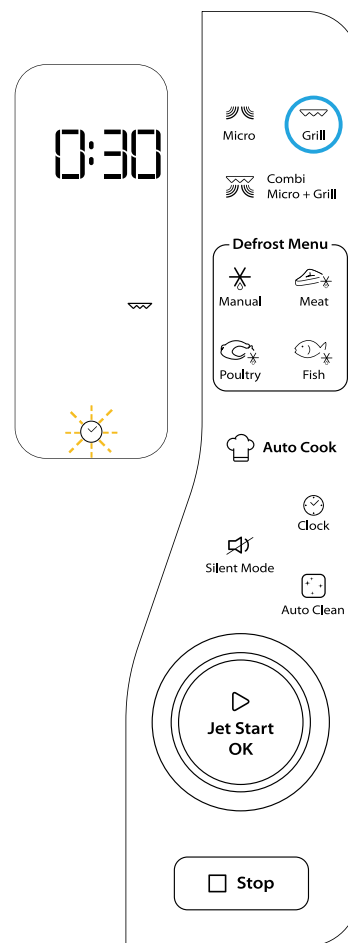 0:30
Micro
Grill
Combi
Micro + Grill
Defrost Menu
Manual
Meat
Poultry
Fish
Auto Cook
Clock
Silent Mode
Auto Clean
Jet Start
OK
Stop